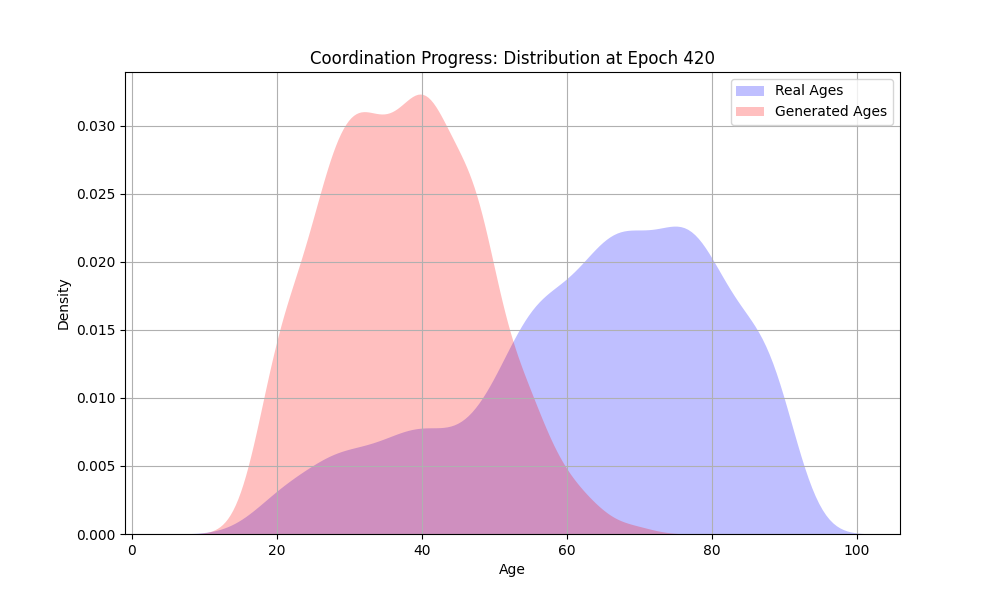 Coordination Progress: Distribution at Epoch 420
Real Ages
Generated Ages
0.030
0.025
0.020
0.015
0.010
0.005
0.000
Density
0 20 40 60 80 100
Age